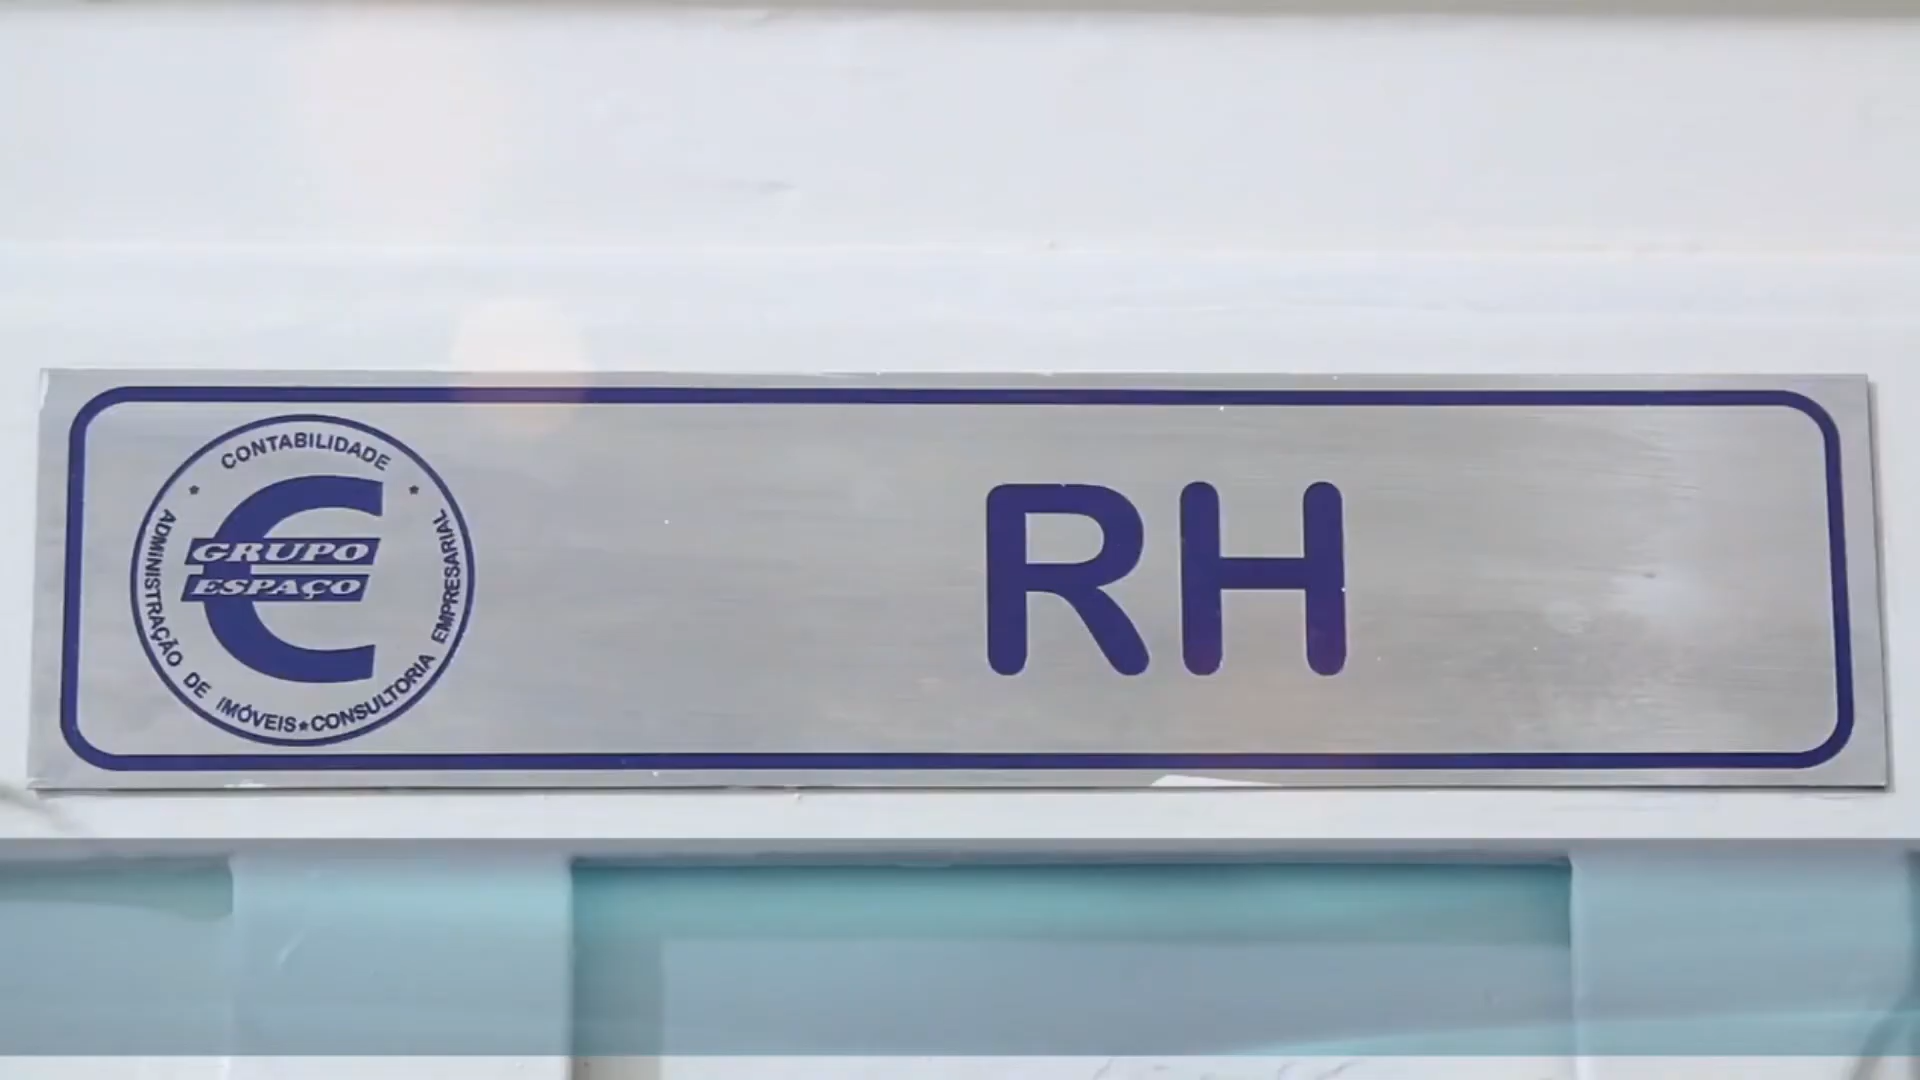 CONTABILIDADE
GRUPO
ESPAÇO
ADMINISTRAÇÃO DE IMÓVEIS★CONSULTORIA EMPRESARIAL
RH